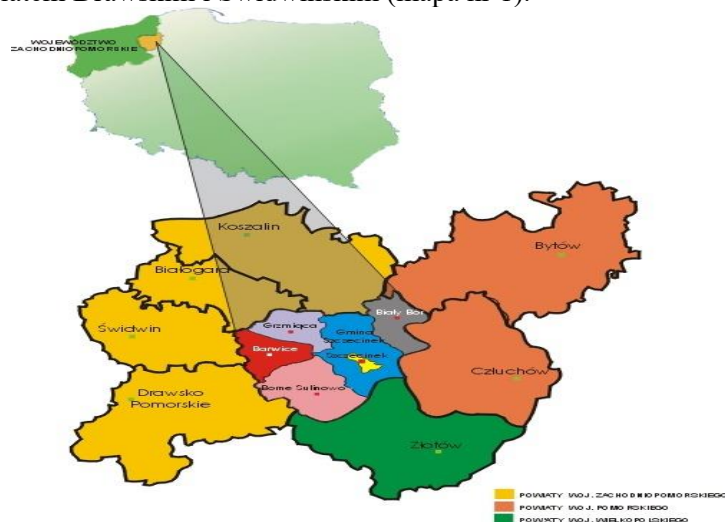 WOJEWÓDZTWO
ZACHODNIOPOMORSKIE
Koszalin
Bytów
Białogard
Biały Bór
Grzmiąca
Gmina
Szczecinek
Świdwin
Barwice
Szczecinek
Człuchów
Borne Sulinowo
Drawsko
Pomorskie
Złotów
POWIATY WOJ. ZACHODNIOPOMORSKIEGO
POWIATY WOJ. POMORSKIEGO
POWIATY WOJ. WIELKOPOLSKIEGO